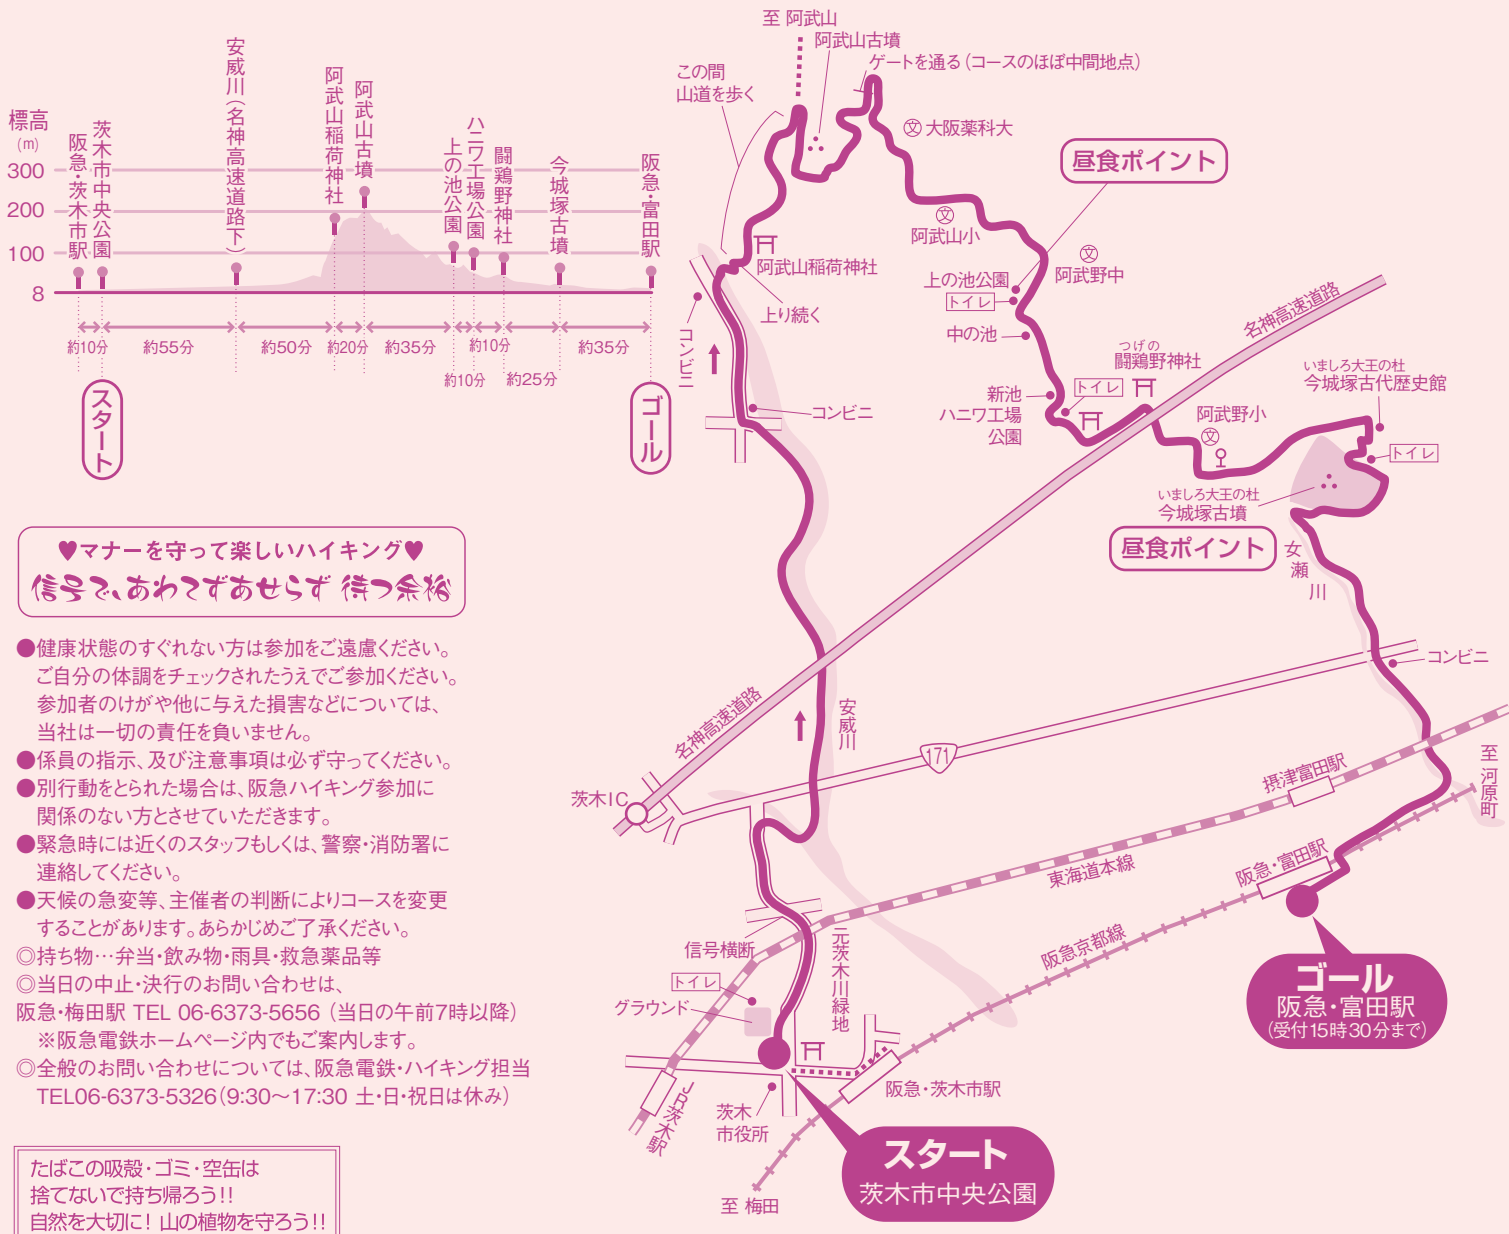 標高
(m)
300
200
100
8
阪急・茨木市駅
茨木市中央公園
安威川(名神高速道路下)
阿武山稲荷神社
阿武山古墳
上の池公園
ハニワ工場公園
闘鶏野神社
今城塚古墳
阪急・富田駅
約10分
約55分
約50分
約20分
約35分
約10分
約10分
約25分
約35分
スタート
ゴール
♥マナーを守って楽しいハイキング♥
信号で、あわてずあせらず 待つ余裕
●健康状態のすぐれない方は参加をご遠慮ください。
ご自分の体調をチェックされたうえでご参加ください。
参加者のけがや他に与えた損害などについては、
当社は一切の責任を負いません。
●係員の指示、及び注意事項は必ず守ってください。
●別行動をとられた場合は、阪急ハイキング参加に
関係のない方とさせていただきます。
●緊急時には近くのスタッフもしくは、警察・消防署に
連絡してください。
●天候の急変等、主催者の判断によりコースを変更
することがあります。あらかじめご了承ください。
◎持ち物…弁当・飲み物・雨具・救急薬品等
◎当日の中止・決行のお問い合わせは、
阪急・梅田駅 TEL 06-6373-5656 (当日の午前7時以降)
※阪急電鉄ホームページ内でもご案内します。
◎全般のお問い合わせについては、阪急電鉄・ハイキング担当
TEL06-6373-5326(9:30〜17:30 土・日・祝日は休み)
たばこの吸殻・ゴミ・空缶は
捨てないで持ち帰ろう!!
自然を大切に! 山の植物を守ろう!!
至 阿武山
阿武山古墳
ゲートを通る(コースのほぼ中間地点)
この間
山道を歩く
文 大阪薬科大
昼食ポイント
文
阿武山小
文
阿武野中
阿武山稲荷神社
上り続く
コンビニ
コンビニ
上の池公園
トイレ
中の池
新池
ハニワ工場
公園
トイレ
つげの
闘鶏野神社
名神高速道路
いましろ大王の杜
今城塚古代歴史館
阿武野小
文
トイレ
いましろ大王の杜
今城塚古墳
昼食ポイント
女瀬川
コンビニ
名神高速道路
安威川
171
茨木IC
摂津富田駅
至 河原町
東海道本線
阪急・富田駅
阪急京都線
ゴール
阪急・富田駅
(受付15時30分まで)
信号横断
元茨木川緑地
トイレ
グラウンド
JR茨木駅
茨木
市役所
阪急・茨木市駅
スタート
茨木市中央公園
至 梅田